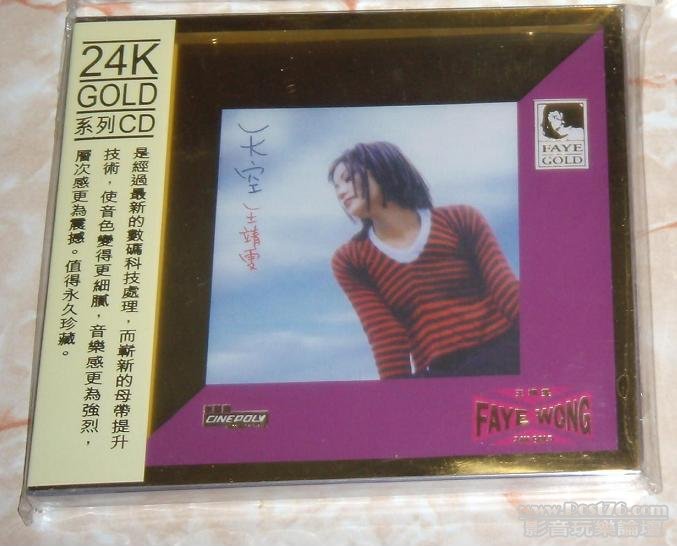 24K
GOLD
系列CD
是經過最新的數碼科技處理，而嶄新的母帶提升
技術，使音色變得更細膩，音樂感更為強烈，
層次感更為震撼。值得永久珍藏。
天空
王靖雯
FAYE
GOLD
CINEPOLY
FAYE WONG
www.Post76.com
影音玩樂論壇